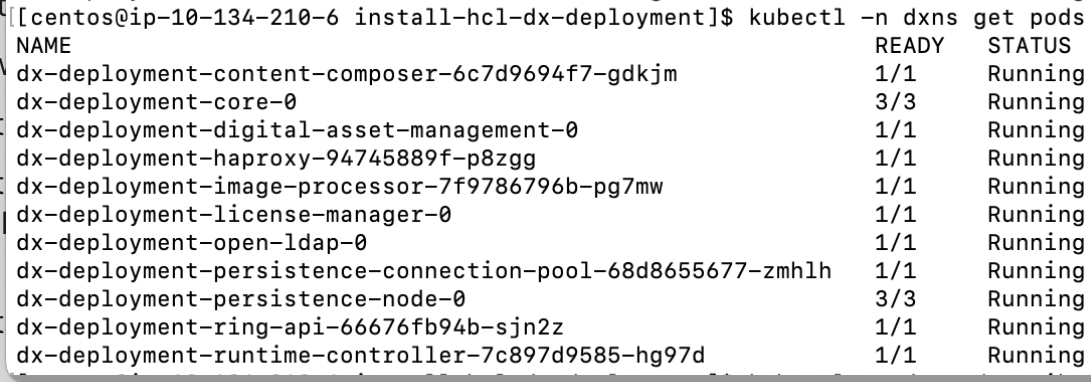 [[centos@ip-10-134-210-6 install-hcl-dx-deployment]$ kubectl -n dxns get pods
NAME READY STATUS
dx-deployment-content-composer-6c7d9694f7-gdkjm 1/1 Running
dx-deployment-core-0 3/3 Running
dx-deployment-digital-asset-management-0 1/1 Running
dx-deployment-haproxy-94745889f-p8zgg 1/1 Running
dx-deployment-image-processor-7f9786796b-pg7mw 1/1 Running
dx-deployment-license-manager-0 1/1 Running
dx-deployment-open-ldap-0 1/1 Running
dx-deployment-persistence-connection-pool-68d8655677-zmhlh 1/1 Running
dx-deployment-persistence-node-0 3/3 Running
dx-deployment-ring-api-66676fb94b-sjn2z 1/1 Running
dx-deployment-runtime-controller-7c897d9585-hg97d 1/1 Running